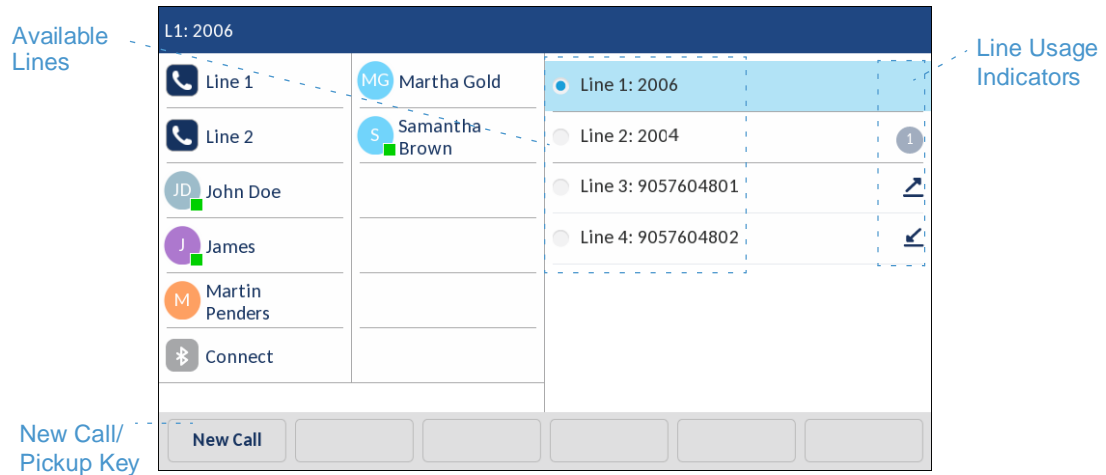 Available
Lines
L1: 2006
Line Usage
Indicators
Line 1
Line 2
JD John Doe
J James
M Martin
Penders
Connect
MG Martha Gold
S Samantha
Brown
Line 1: 2006
Line 2: 2004 1
Line 3: 9057604801
Line 4: 9057604802
New Call/
Pickup Key
New Call